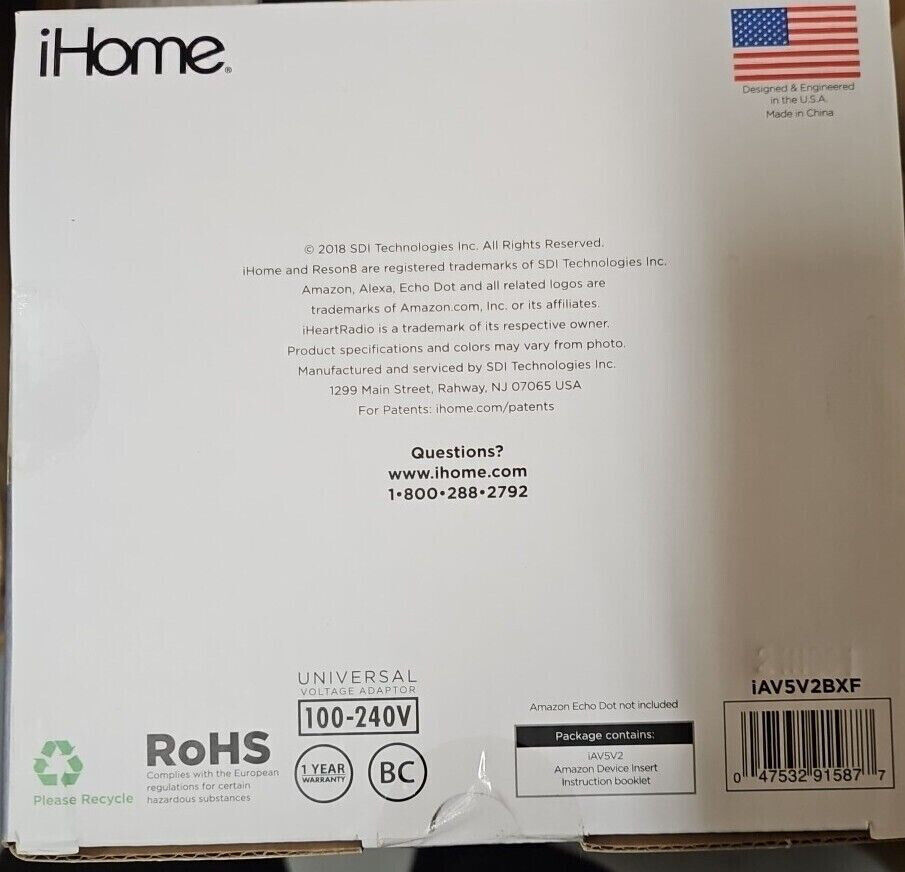 iHome®
Designed & Engineered
in the U.S.A.
Made in China
© 2018 SDI Technologies Inc. All Rights Reserved.
iHome and Reson8 are registered trademarks of SDI Technologies Inc.
Amazon, Alexa, Echo Dot and all related logos are
trademarks of Amazon.com, Inc. or its affiliates.
iHeartRadio is a trademark of its respective owner.
Product specifications and colors may vary from photo.
Manufactured and serviced by SDI Technologies Inc.
1299 Main Street, Rahway, NJ 07065 USA
For Patents: ihome.com/patents
Questions?
www.ihome.com
1•800•288•2792
Please Recycle
RoHS
Complies with the European
regulations for certain
hazardous substances
UNIVERSAL
VOLTAGE ADAPTOR
100-240V
1 YEAR
WARRANTY
BC
Amazon Echo Dot not included
Package contains:
iAV5V2
Amazon Device Insert
Instruction booklet
iAV5V2BXF
0 47532 91587 7